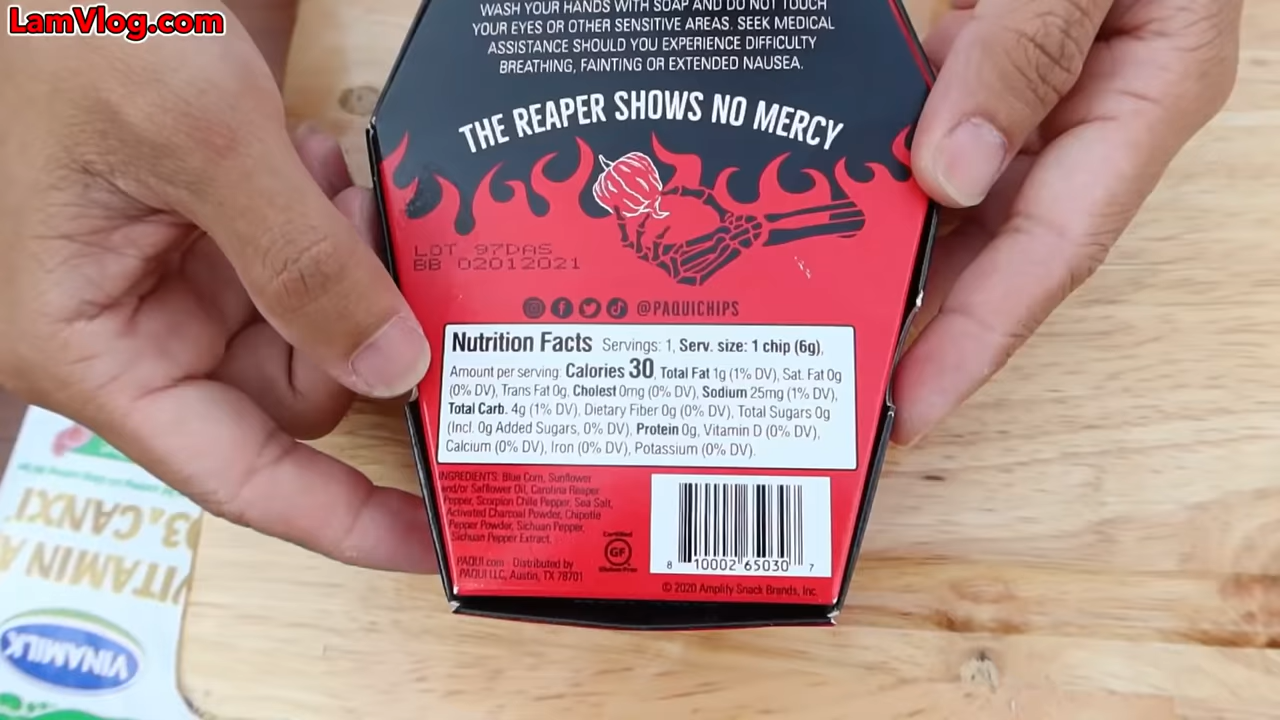 LamVlog.com
WASH YOUR HANDS WITH SOAP AND DO NOT TOUCH
YOUR EYES OR OTHER SENSITIVE AREAS. SEEK MEDICAL
ASSISTANCE SHOULD YOU EXPERIENCE DIFFICULTY
BREATHING, FAINTING OR EXTENDED NAUSEA.
THE REAPER SHOWS NO MERCY
LOT 97DAS
BB 02012021
@PAQUICHIPS
Nutrition Facts Servings: 1, Serv. size: 1 chip (6g),
Amount per serving: Calories 30, Total Fat 1g (1% DV), Sat. Fat 0g
(0% DV), Trans Fat 0g, Cholest 0mg (0% DV), Sodium 25mg (1% DV),
Total Carb. 4g (1% DV), Dietary Fiber 0g (0% DV), Total Sugars 0g
(Incl. 0g Added Sugars, 0% DV), Protein 0g, Vitamin D (0% DV),
Calcium (0% DV), Iron (0% DV), Potassium (0% DV).
INGREDIENTS: Blue Corn, Sunflower
and/or Safflower Oil, Carolina Reaper
Pepper, Scorpion Chile Pepper, Sea Salt,
Activated Charcoal Powder, Chipotle
Pepper Powder, Sichuan Pepper,
Sichuan Pepper Extract.
PAQUI.com Distributed by
PAQUI LLC, Austin, TX 78701
Certified
GF
Gluten-Free
8 10002 65030 7
© 2020 Amplify Snack Brands, Inc.
VITAMIN A
D3, CANXI
VINAMILK